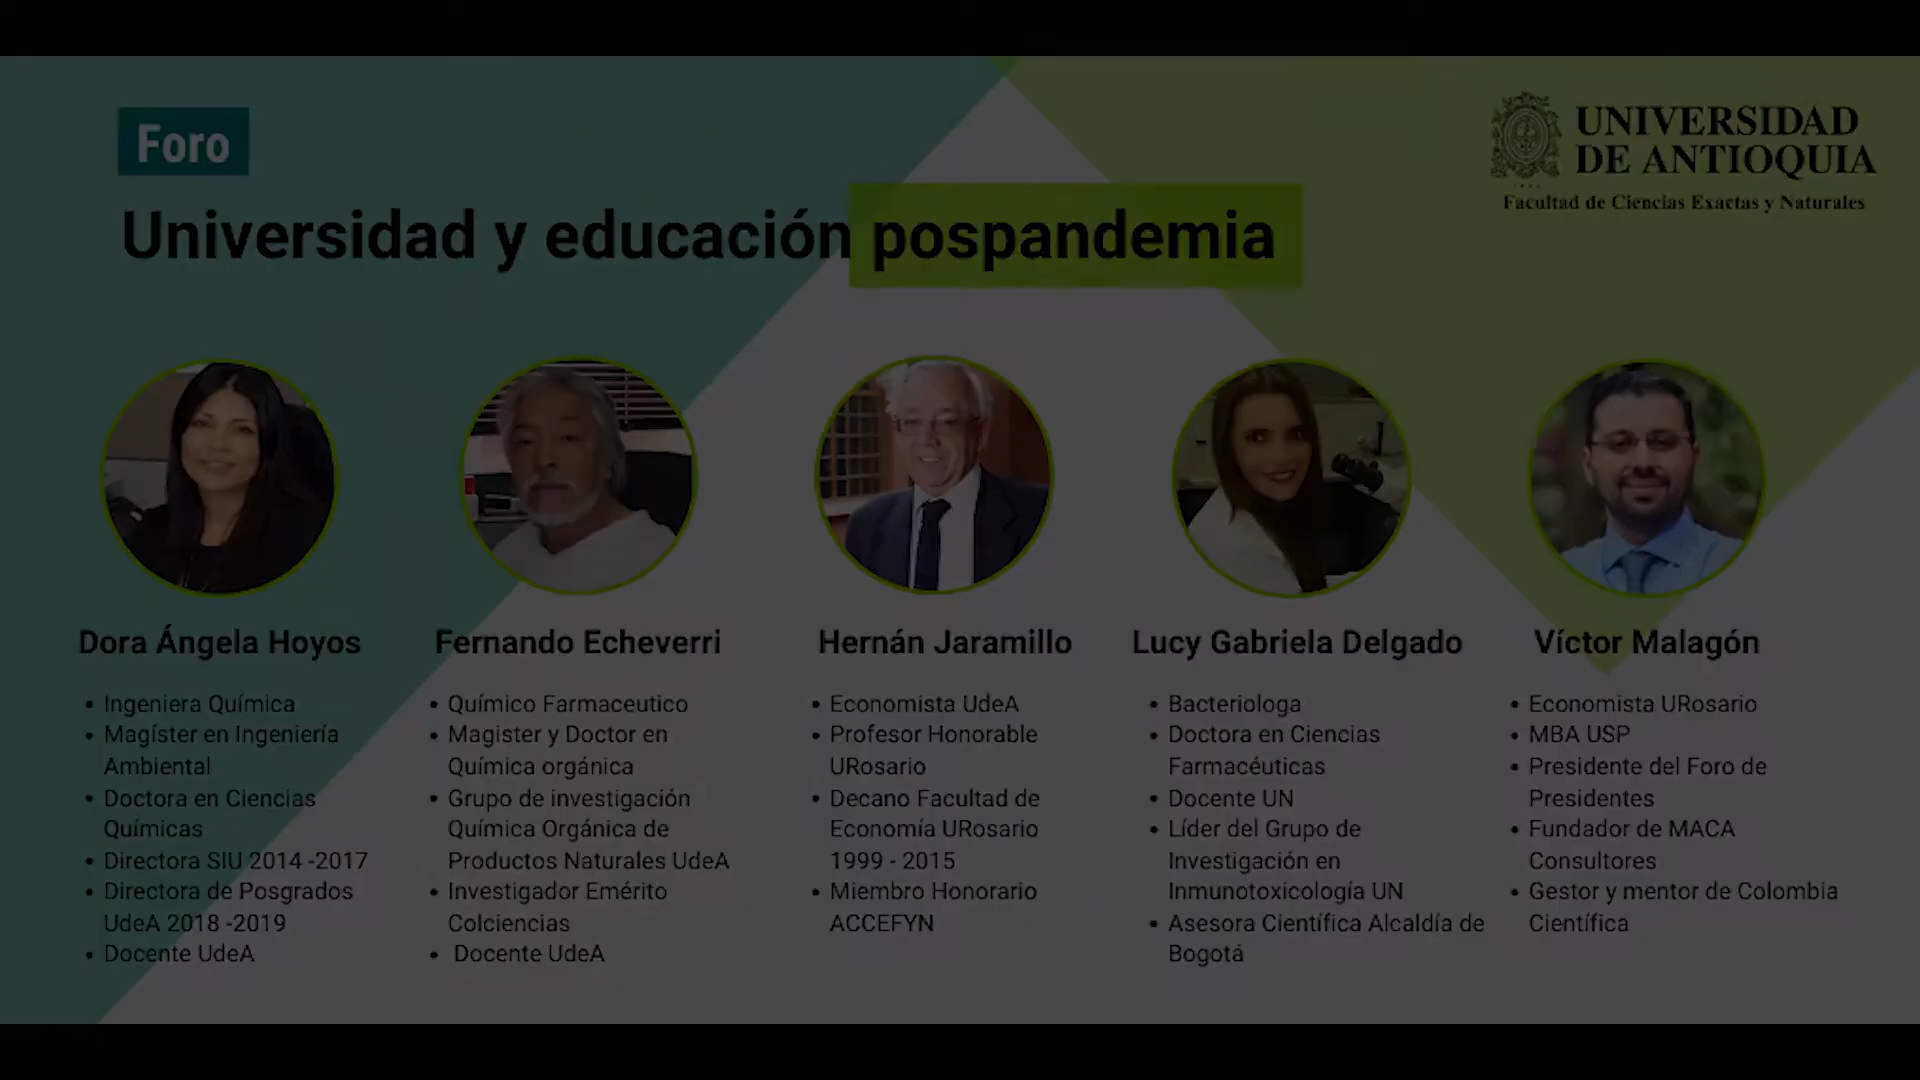 Foro
Universidad y educación pospandemia
UNIVERSIDAD
DE ANTIOQUIA
Facultad de Ciencias Exactas y Naturales
Dora Ángela Hoyos
• Ingeniera Química
• Magíster en Ingeniería
Ambiental
• Doctora en Ciencias
Químicas
• Directora SIU 2014 -2017
• Directora de Posgrados
UdeA 2018 -2019
• Docente UdeA
Fernando Echeverri
• Químico Farmaceutico
• Magister y Doctor en
Química orgánica
• Grupo de investigación
Química Orgánica de
Productos Naturales UdeA
• Investigador Emérito
Colciencias
• Docente UdeA
Hernán Jaramillo
• Economista UdeA
• Profesor Honorable
URosario
• Decano Facultad de
Economía URosario
1999 - 2015
• Miembro Honorario
ACCEFYN
Lucy Gabriela Delgado
• Bacteriologa
• Doctora en Ciencias
Farmacéuticas
• Docente UN
• Líder del Grupo de
Investigación en
Inmunotoxicología UN
• Asesora Científica Alcaldía de
Bogotá
Víctor Malagón
• Economista URosario
• MBA USP
• Presidente del Foro de
Presidentes
• Fundador de MACA
Consultores
• Gestor y mentor de Colombia
Científica